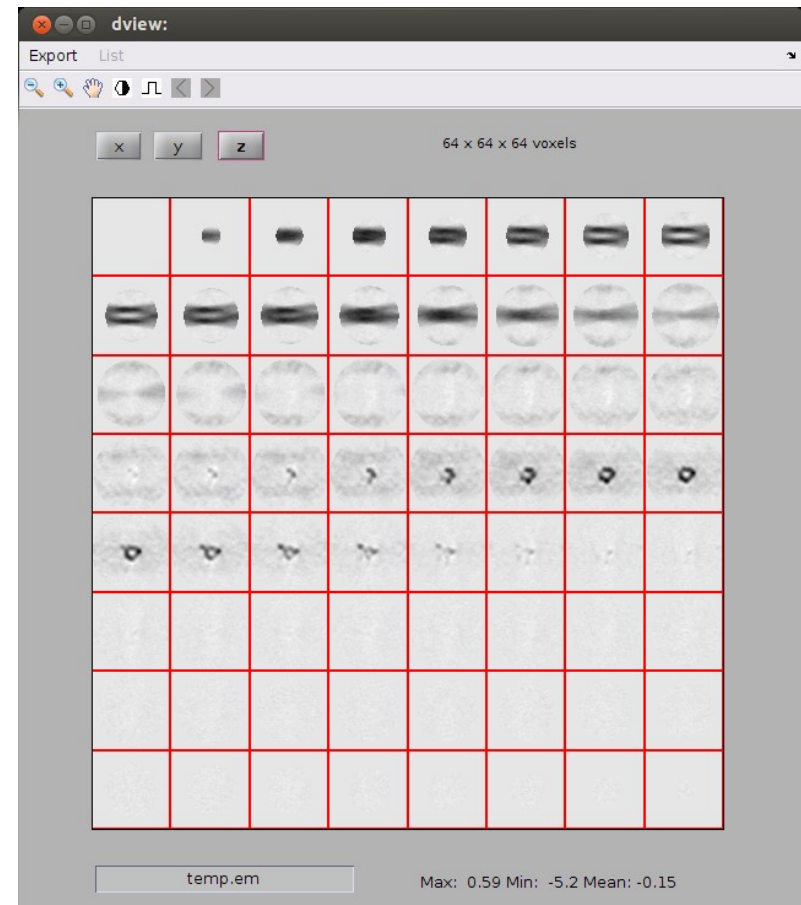 dview:
Export List
x y z 64 x 64 x 64 voxels
temp.em
Max: 0.59 Min: -5.2 Mean: -0.15